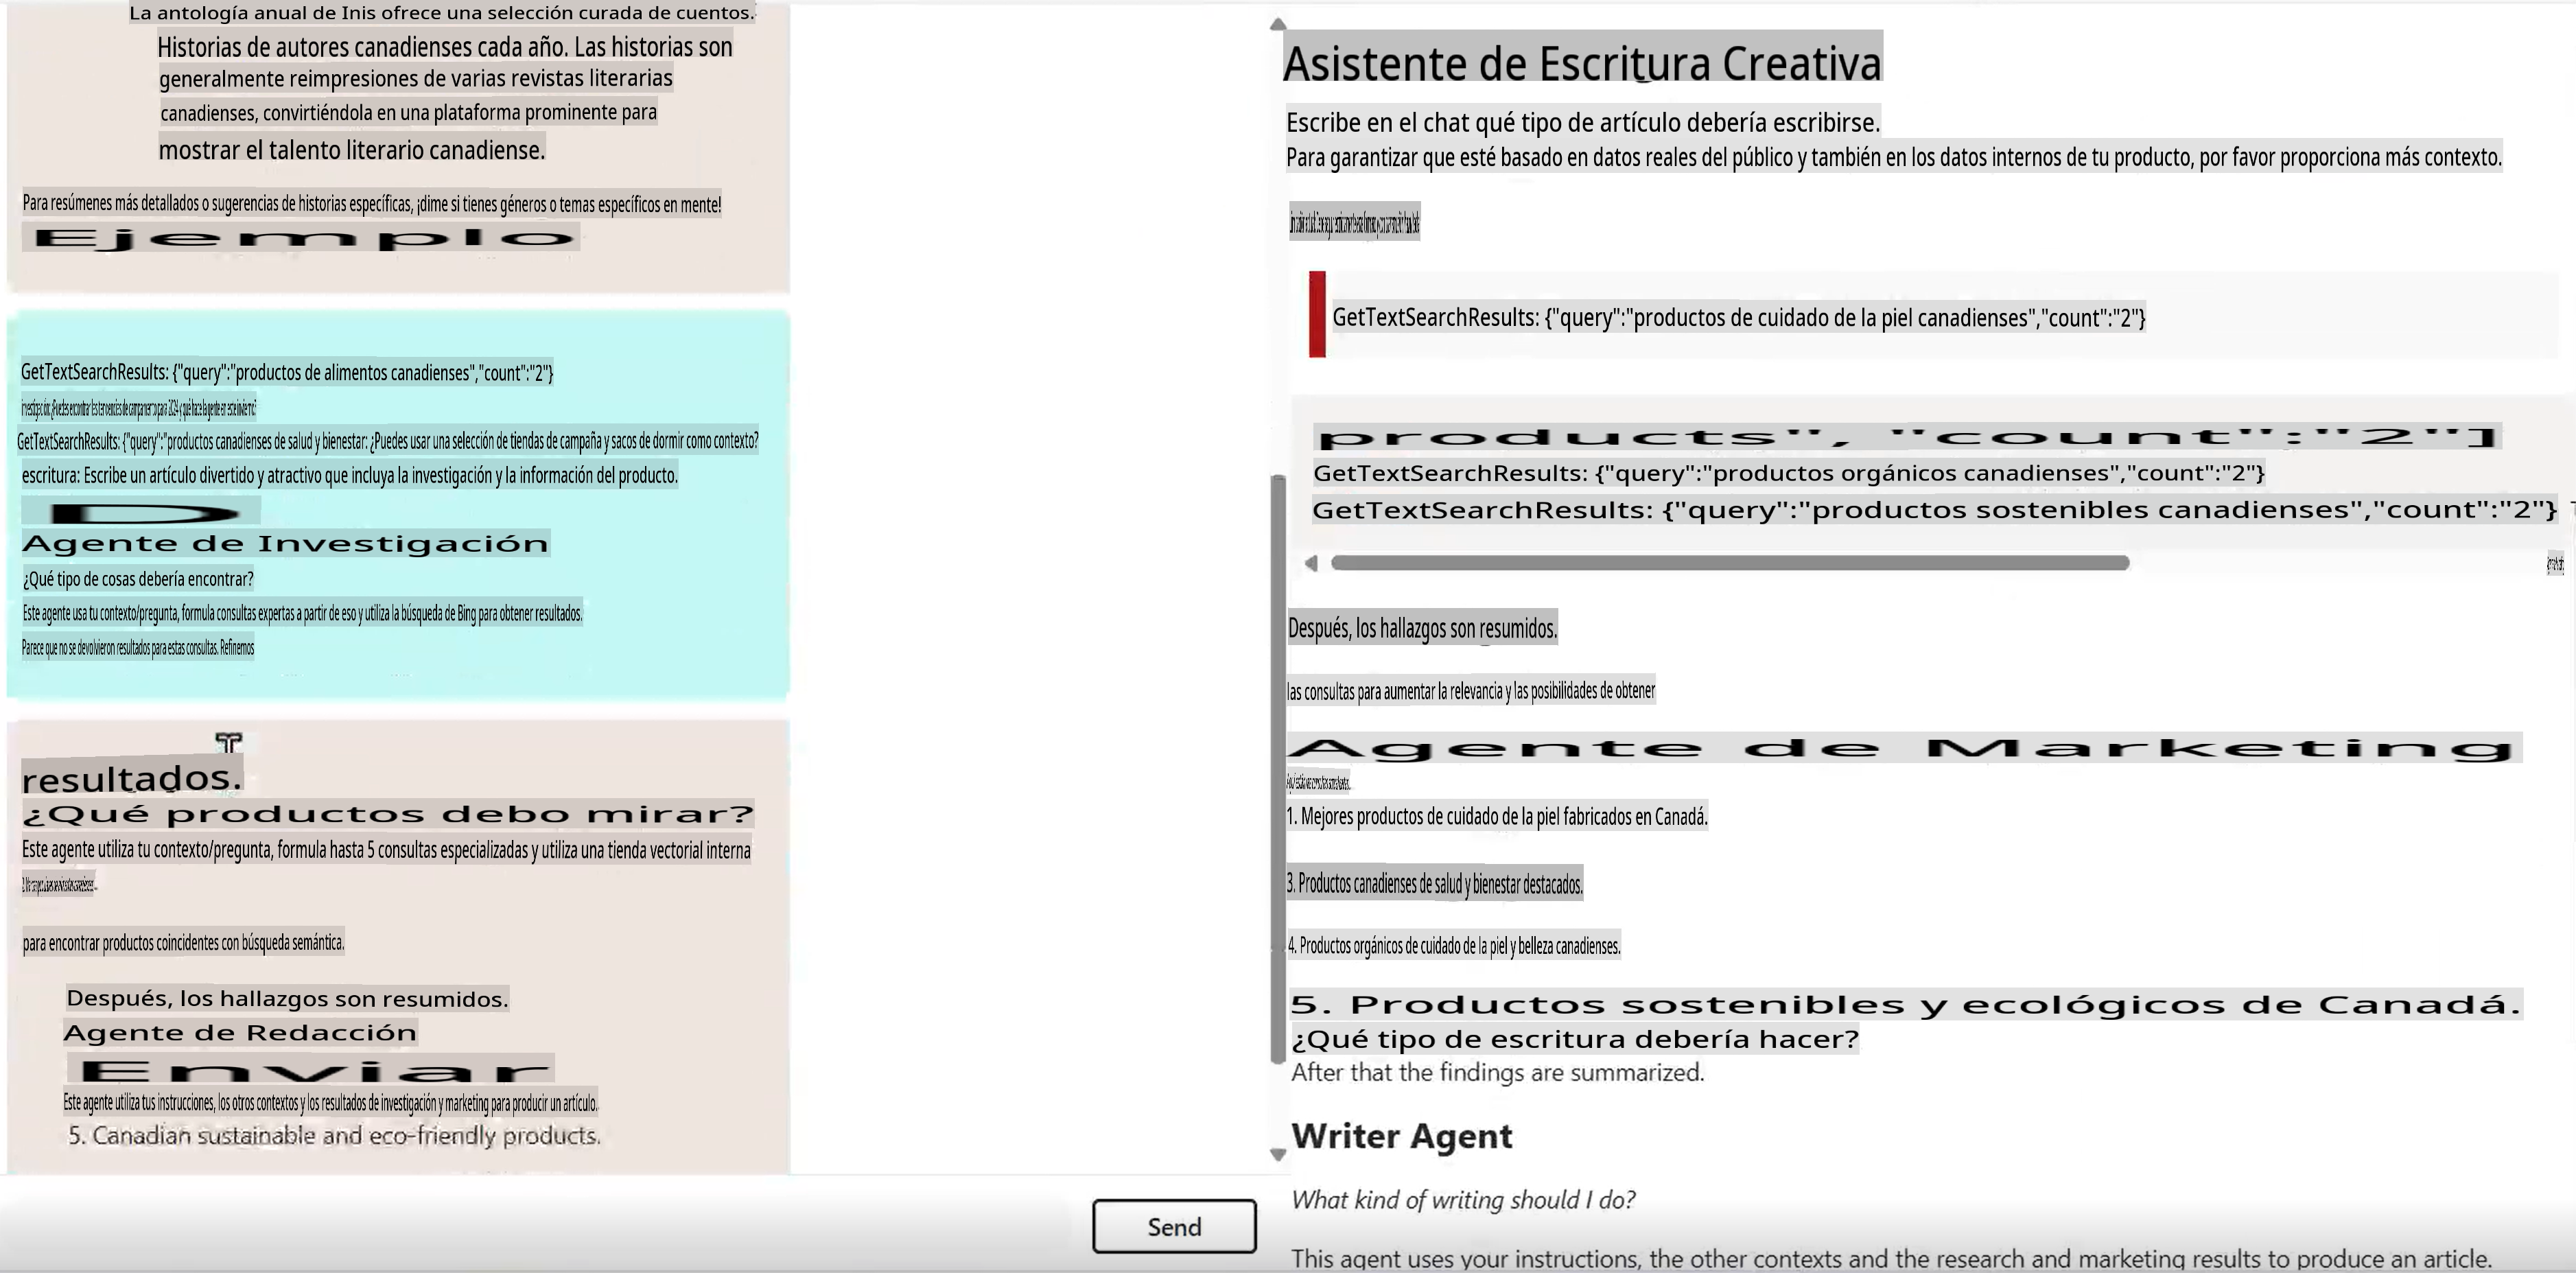 La antología anual de Inis ofrece una selección curada de cuentos.
Historias de autores canadienses cada año. Las historias son
generalmente reimpresiones de varias revistas literarias
canadienses, convirtiéndola en una plataforma prominente para
mostrar el talento literario canadiense.
Para resúmenes más detallados o sugerencias de historias específicas, ¡dime si tienes géneros o temas específicos en mente!
Ejemplo
GetTextSearchResults: {"query":"productos de alimentos canadienses","count":"2"}
investigación: ¿Puedes encontrar las tendencias de campamento para 2024 y qué hace la gente en este invierno?
GetTextSearchResults: {"query":"productos canadienses de salud y bienestar: ¿Puedes usar una selección de tiendas de campaña y sacos de dormir como contexto?
escritura: Escribe un artículo divertido y atractivo que incluya la investigación y la información del producto.
D
Agente de Investigación
¿Qué tipo de cosas debería encontrar?
Este agente usa tu contexto/pregunta, formula consultas expertas a partir de eso y utiliza la búsqueda de Bing para obtener resultados.
Parece que no se devolvieron resultados para estas consultas. Refinemos
resultados.
¿Qué productos debo mirar?
Este agente utiliza tu contexto/pregunta, formula hasta 5 consultas especializadas y utiliza una tienda vectorial interna
para encontrar productos coincidentes con búsqueda semántica.
Después, los hallazgos son resumidos.
Agente de Redacción
Enviar
Este agente utiliza tus instrucciones, los otros contextos y los resultados de investigación y marketing para producir un artículo.
5. Canadian sustainable and eco-friendly products.
Send
Asistente de Escritura Creativa
Escribe en el chat qué tipo de artículo debería escribirse.
Para garantizar que esté basado en datos reales del público y también en los datos internos de tu producto, por favor proporciona más contexto.
GetTextSearchResults: {"query":"productos de cuidado de la piel canadienses","count":"2"}
products", "count":"2"]
GetTextSearchResults: {"query":"productos orgánicos canadienses","count":"2"}
GetTextSearchResults: {"query":"productos sostenibles canadienses","count":"2"}
Después, los hallazgos son resumidos.
las consultas para aumentar la relevancia y las posibilidades de obtener
Agente de Marketing
1. Mejores productos de cuidado de la piel fabricados en Canadá.
3. Productos canadienses de salud y bienestar destacados.
4. Productos orgánicos de cuidado de la piel y belleza canadienses.
5. Productos sostenibles y ecológicos de Canadá.
¿Qué tipo de escritura debería hacer?
After that the findings are summarized.
Writer Agent
What kind of writing should I do?
This agent uses your instructions, the other contexts and the research and marketing results to produce an article.